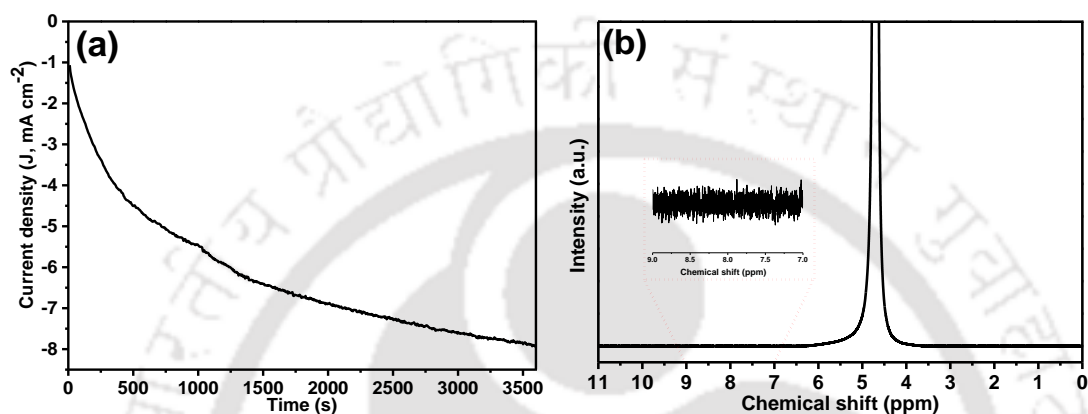 (a)
0
-1
-2
-3
-4
-5
-6
-7
-8
Current density (J, mA cm⁻²)
0 500 1000 1500 2000 2500 3000 3500
Time (s)
(b)
Intensity (a.u.)
9.0 8.5 8.0 7.5 7.0
Chemical shift (ppm)
11 10 9 8 7 6 5 4 3 2 1 0
Chemical shift (ppm)